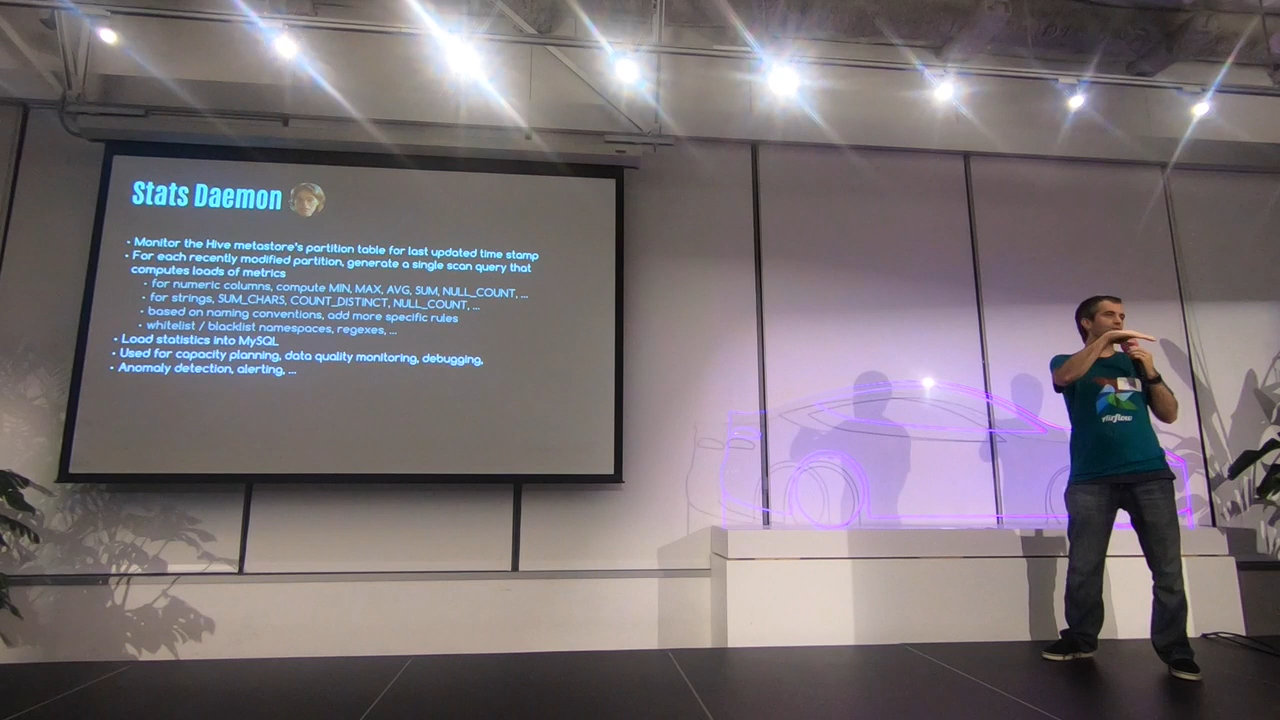 Stats Daemon
• Monitor the Hive metastore's partition table for last updated time stamp
• For each recently modified partition, generate a single scan query that
computes loads of metrics
• for numeric columns, compute MIN, MAX, AVG, SUM, NULL_COUNT, ...
• for strings, SUM_CHARS, COUNT_DISTINCT, NULL_COUNT, ...
• based on naming conventions, add more specific rules
• whitelist / blacklist namespaces, regexes, ...
• Load statistics into MySQL
• Used for capacity planning, data quality monitoring, debugging,
• Anomaly detection, alerting, ...
Airflow